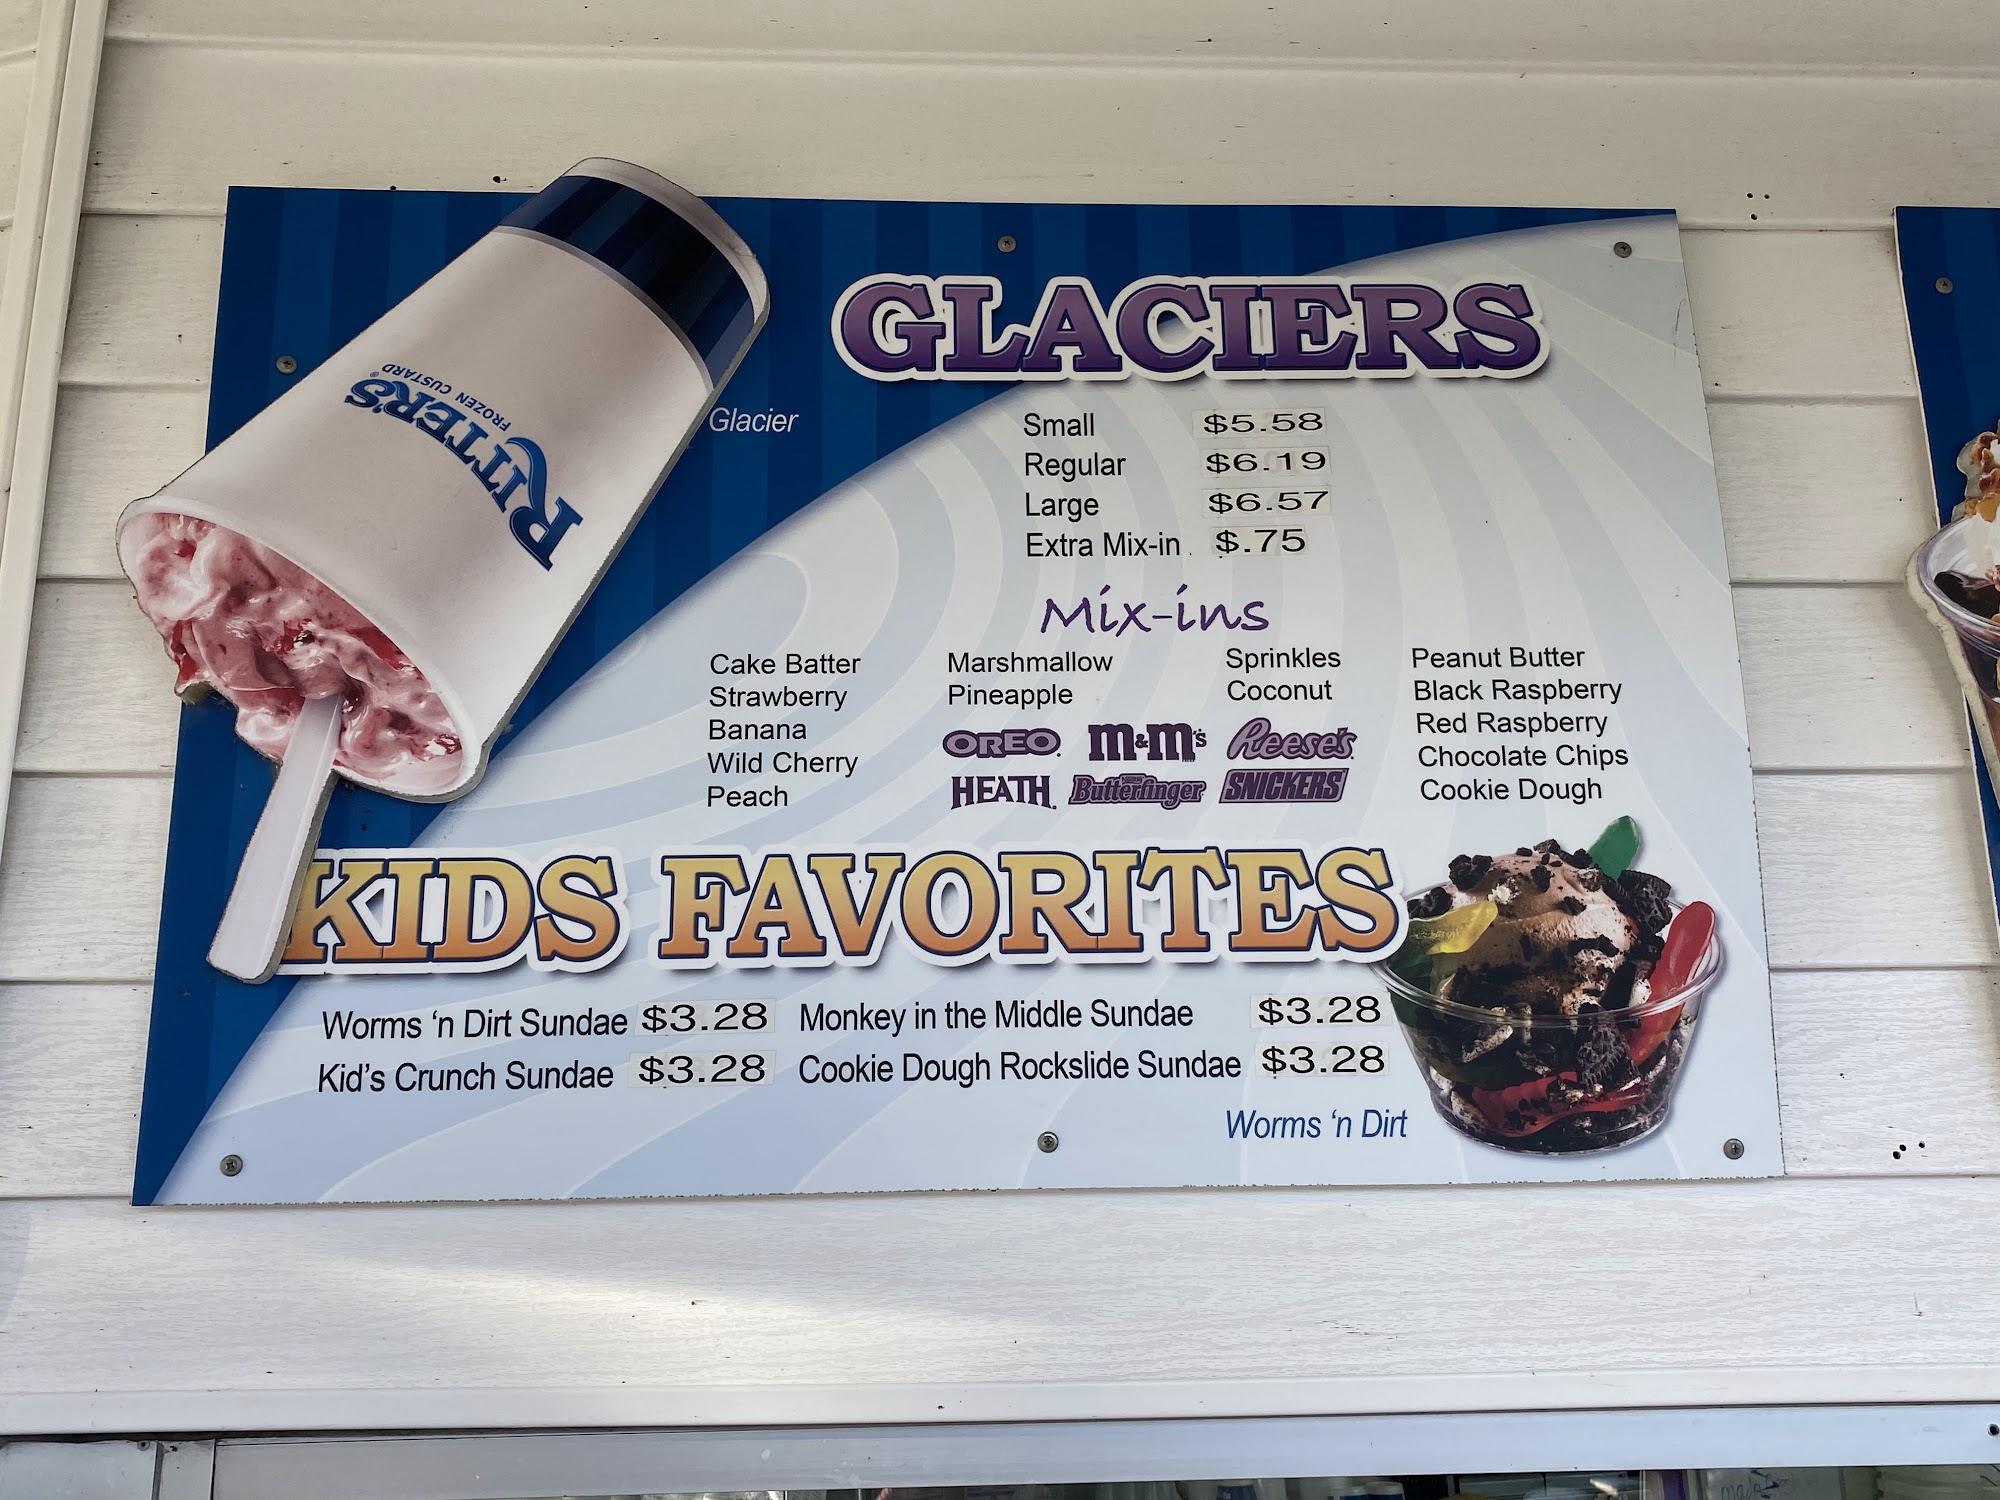 GLACIERS
RITTER'S®
FROZEN CUSTARD
Glacier
Small $5.58
Regular $6.19
Large $6.57
Extra Mix-in . $.75
Mix-ins
Cake Batter
Strawberry
Banana
Wild Cherry
Peach
Marshmallow
Pineapple
Sprinkles
Coconut
OREO m&m's Reese's
HEATH Butterfinger SNICKERS
Peanut Butter
Black Raspberry
Red Raspberry
Chocolate Chips
Cookie Dough
KIDS FAVORITES
Worms 'n Dirt Sundae $3.28 Monkey in the Middle Sundae $3.28
Kid's Crunch Sundae $3.28 Cookie Dough Rockslide Sundae $3.28
Worms 'n Dirt